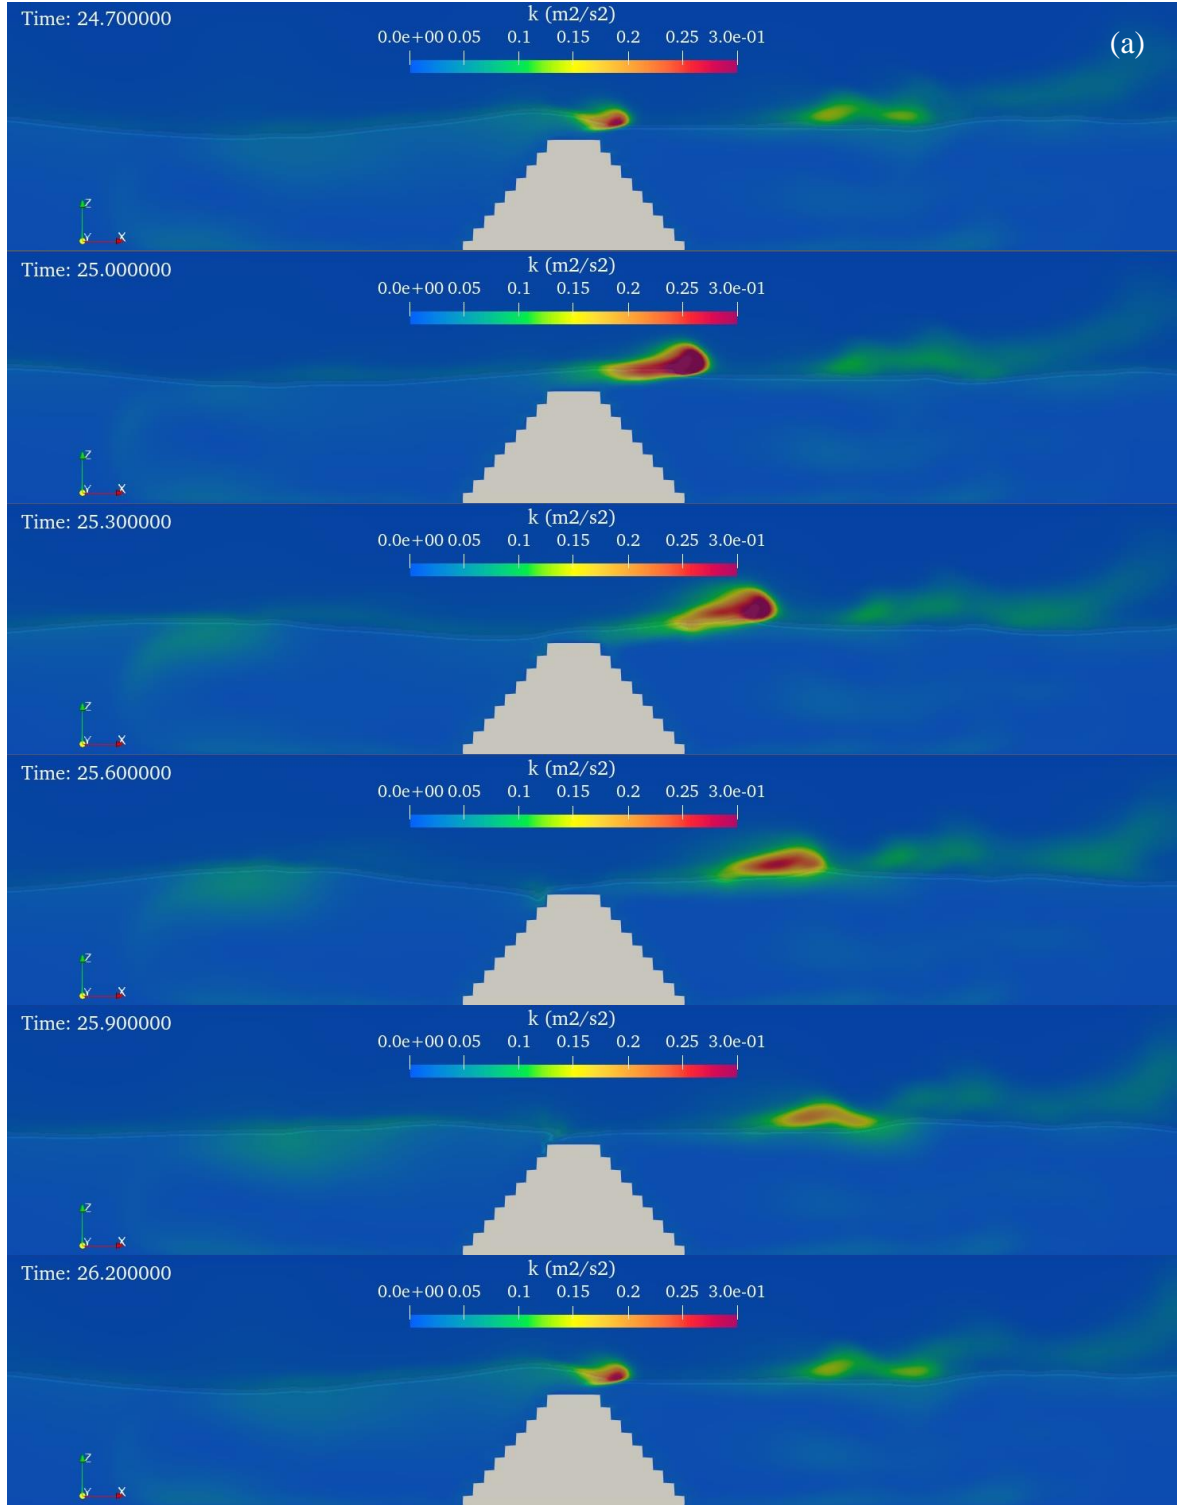 Time: 24.700000
k (m2/s2)
(a)
0.0e+00 0.05 0.1 0.15 0.2 0.25 3.0e-01
Z
Y X
Time: 25.000000
k (m2/s2)
0.0e+00 0.05 0.1 0.15 0.2 0.25 3.0e-01
Z
Y X
Time: 25.300000
k (m2/s2)
0.0e+00 0.05 0.1 0.15 0.2 0.25 3.0e-01
Z
Y X
Time: 25.600000
k (m2/s2)
0.0e+00 0.05 0.1 0.15 0.2 0.25 3.0e-01
Z
Y X
Time: 25.900000
k (m2/s2)
0.0e+00 0.05 0.1 0.15 0.2 0.25 3.0e-01
Z
Y X
Time: 26.200000
k (m2/s2)
0.0e+00 0.05 0.1 0.15 0.2 0.25 3.0e-01
Z
Y X